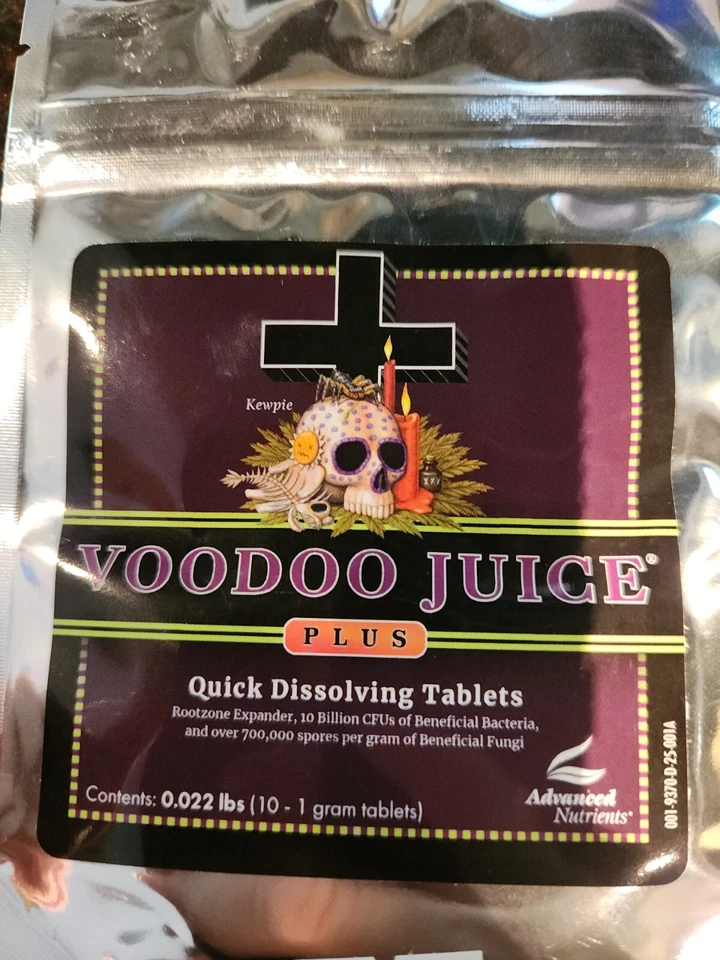 Kewpie
VOODOO JUICE®
PLUS
Quick Dissolving Tablets
Rootzone Expander, 10 Billion CFUs of Beneficial Bacteria,
and over 700,000 spores per gram of Beneficial Fungi
Contents: 0.022 lbs (10 - 1 gram tablets)
Advanced
Nutrients®
001-9370-D-25-001A